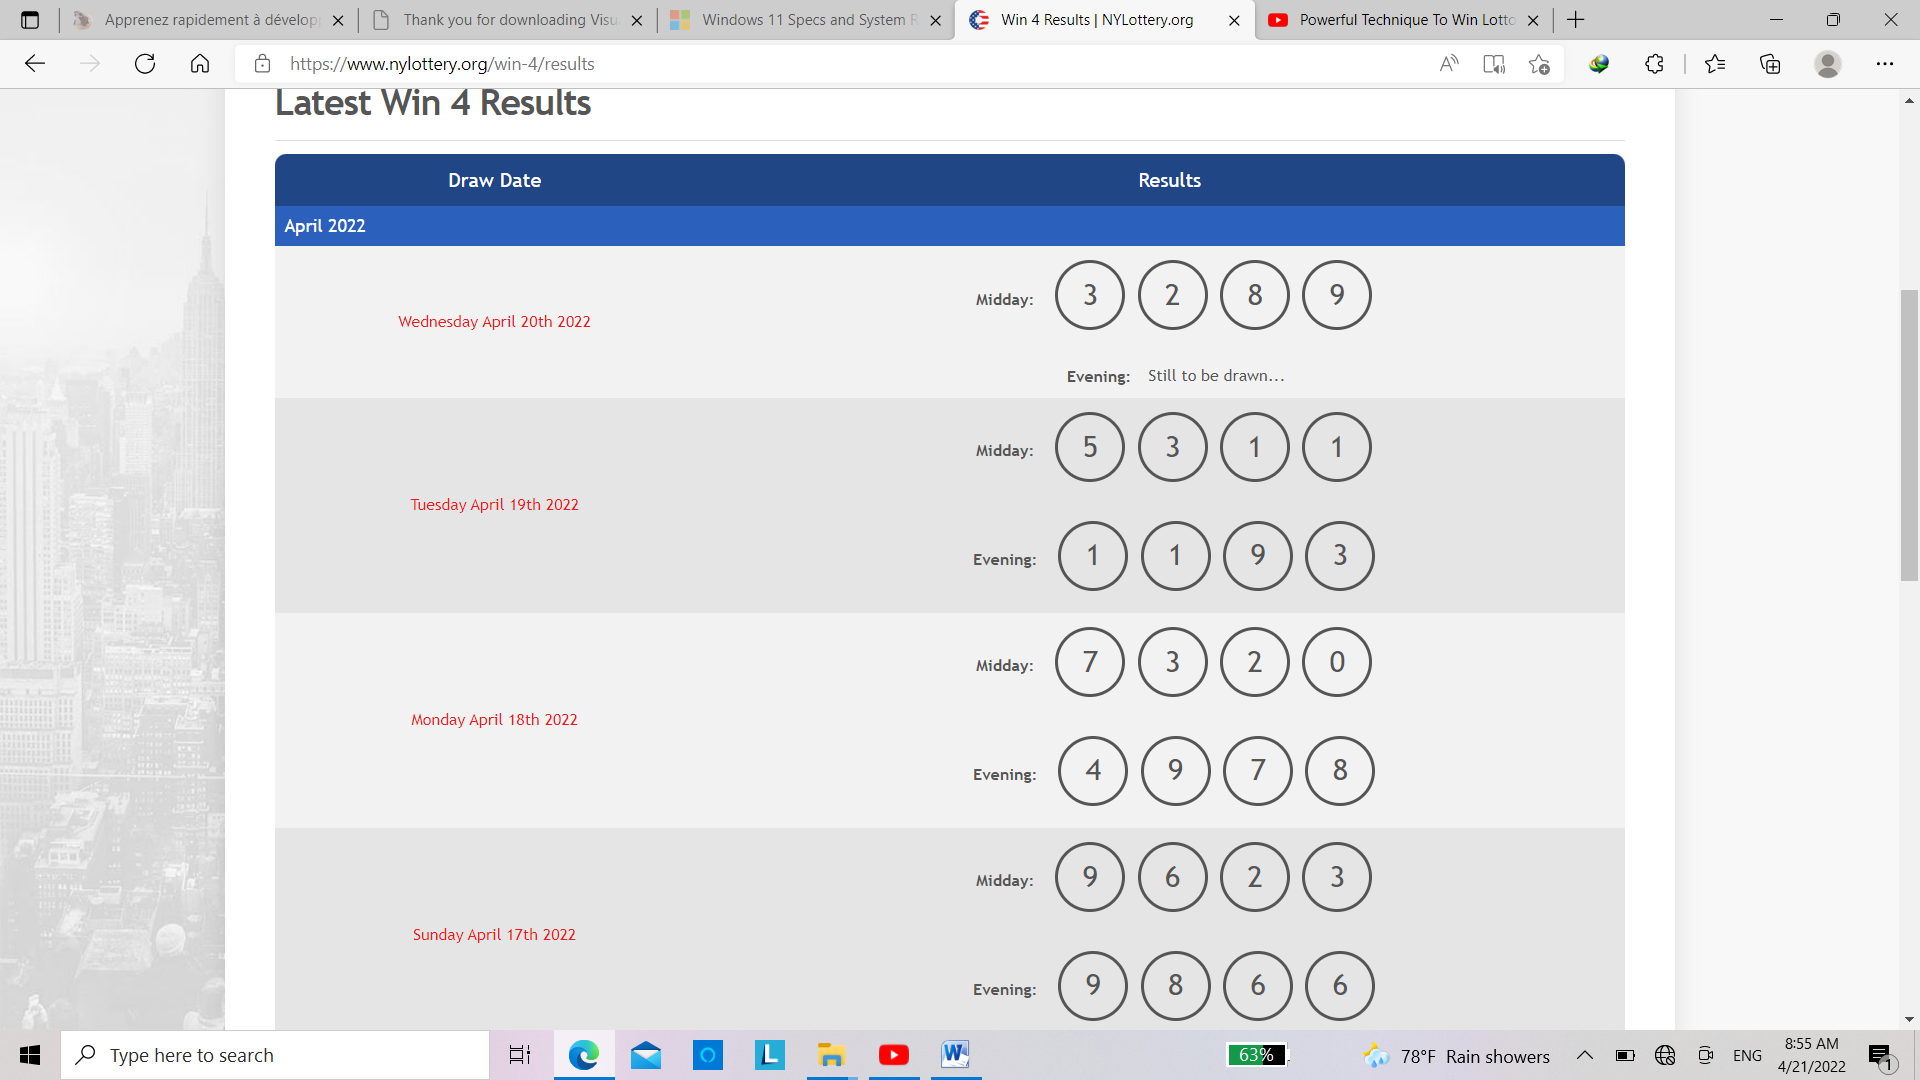 Apprenez rapidement à dévelop
Thank you for downloading Visu
Windows 11 Specs and System R
Win 4 Results | NYLottery.org
Powerful Technique To Win Lotto
https://www.nylottery.org/win-4/results
Latest Win 4 Results
Draw Date Results
April 2022
Wednesday April 20th 2022
Midday: 3 2 8 9
Evening: Still to be drawn...
Tuesday April 19th 2022
Midday: 5 3 1 1
Evening: 1 1 9 3
Monday April 18th 2022
Midday: 7 3 2 0
Evening: 4 9 7 8
Sunday April 17th 2022
Midday: 9 6 2 3
Evening: 9 8 6 6
Type here to search
63%
78°F Rain showers
ENG
8:55 AM
4/21/2022
1